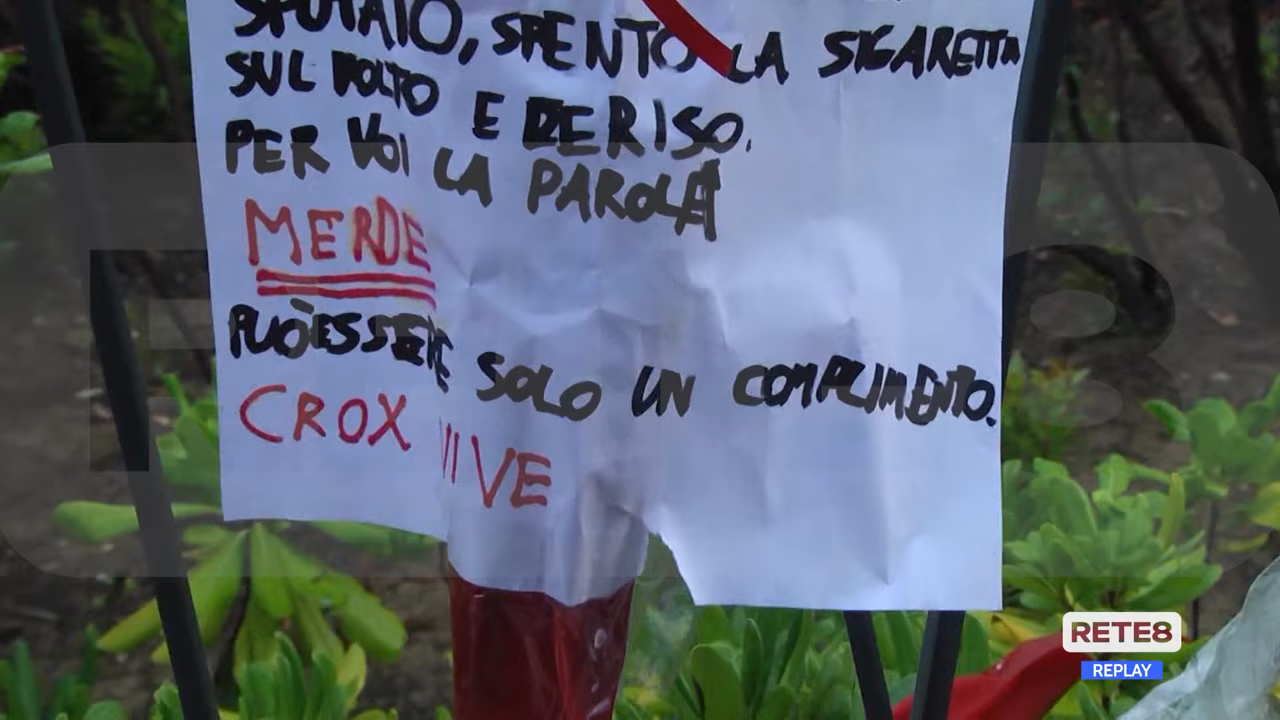 SPUTATO, SPENTO LA SIGARETTA
SUL VOLTO E DERISO.
PER VOI LA PAROLA
MERDE
PUÒ ESSERE SOLO UN COMPLIMENTO.
CROX VIVE
RETE8
REPLAY